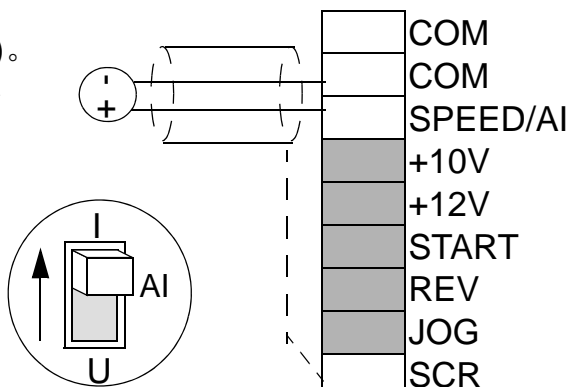 )。
COM
COM
SPEED/AI
+10V
+12V
START
REV
JOG
SCR
-
+
I
AI
U